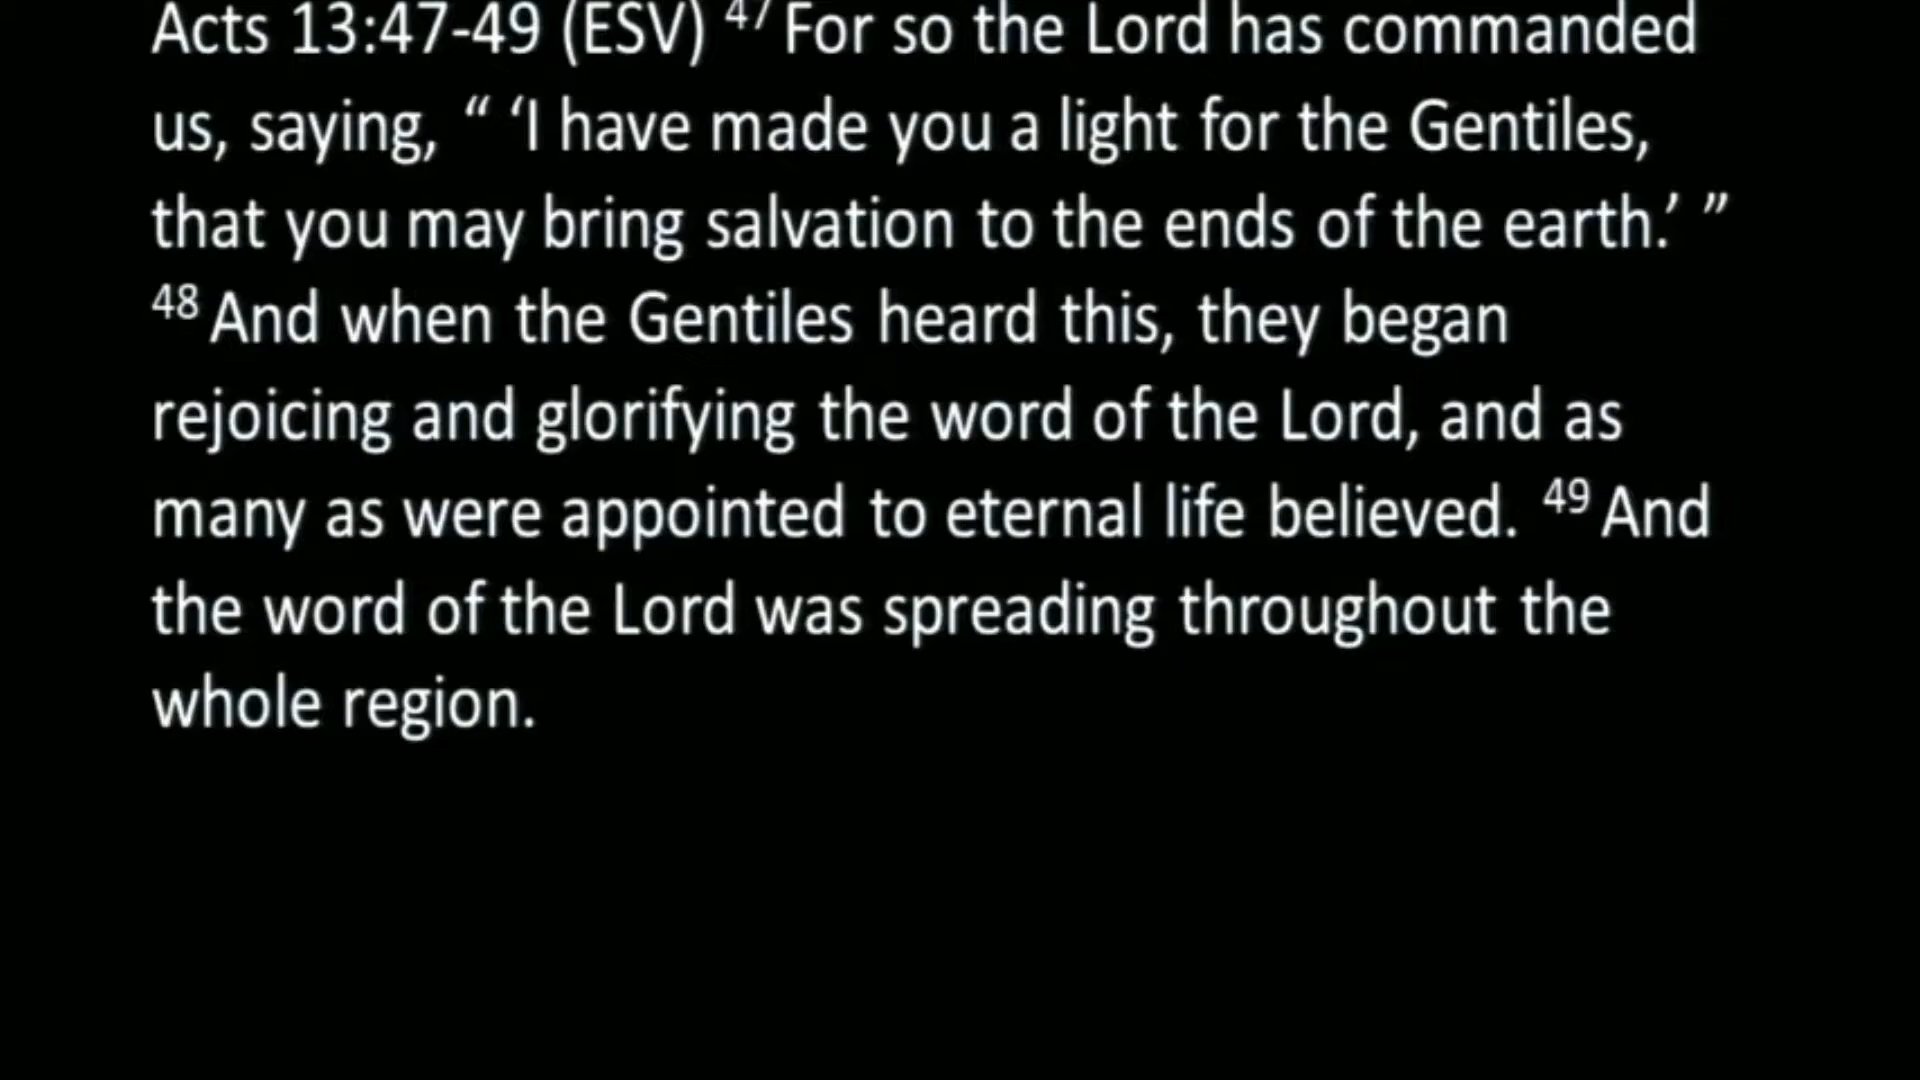 Acts 13:47-49 (ESV) 47 For so the Lord has commanded
us, saying, “ ‘I have made you a light for the Gentiles,
that you may bring salvation to the ends of the earth.’ ”
48 And when the Gentiles heard this, they began
rejoicing and glorifying the word of the Lord, and as
many as were appointed to eternal life believed. 49 And
the word of the Lord was spreading throughout the
whole region.